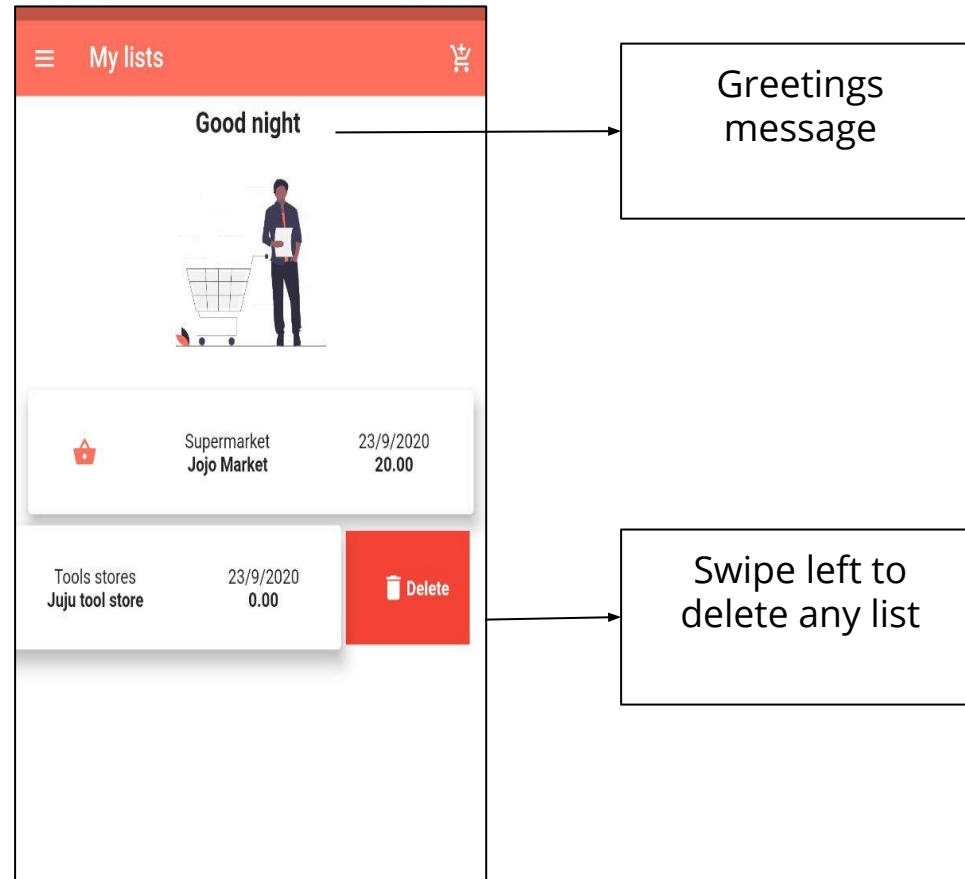 My lists
Good night
Greetings
message
Supermarket
Jojo Market
23/9/2020
20.00
Tools stores
Juju tool store
23/9/2020
0.00
Delete
Swipe left to
delete any list